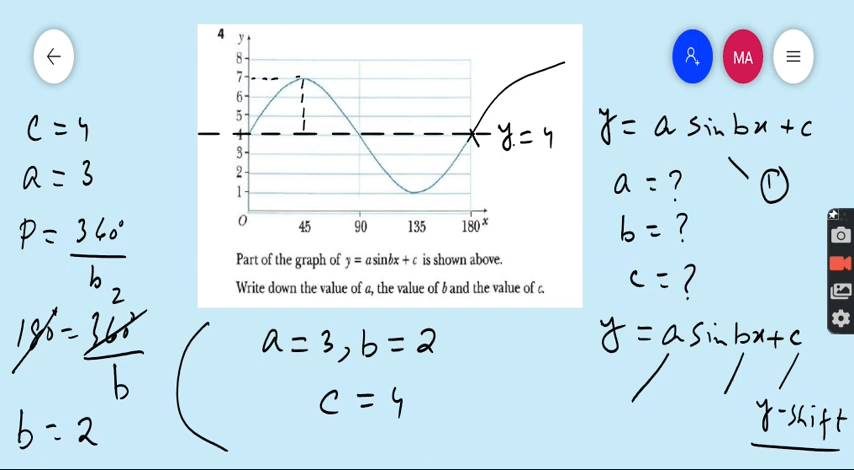 4
y
8
7
6
5
4
3
2
1
O
45
90
135
180 x
y = 4
Part of the graph of y = a sinbx + c is shown above.
Write down the value of a, the value of b and the value of c.
MA
c = 4
a = 3
P = 360°
b
2
180° = 360°
b
b = 2
a = 3, b = 2
c = 4
y = a sin bx + c
①
a = ?
b = ?
c = ?
y = a sin bx + c
y-shift